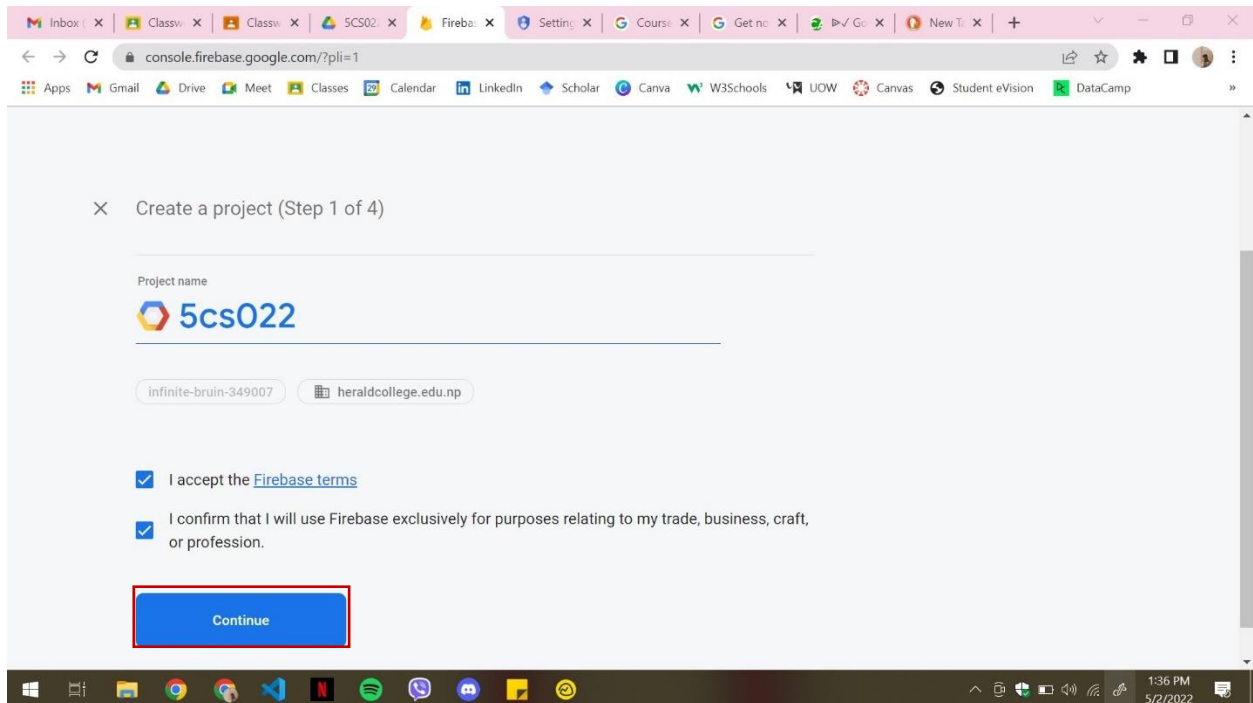 Inbox ( Classw Classw 5CS02 Fireba Setting Course Get no Go New Ta
console.firebase.google.com/?pli=1
Apps Gmail Drive Meet Classes Calendar LinkedIn Scholar Canva W3Schools UOW Canvas Student eVision DataCamp »
Create a project (Step 1 of 4)
Project name
5cs022
infinite-bruin-349007 heraldcollege.edu.np
I accept the Firebase terms
I confirm that I will use Firebase exclusively for purposes relating to my trade, business, craft,
or profession.
Continue
1:36 PM
5/2/2022